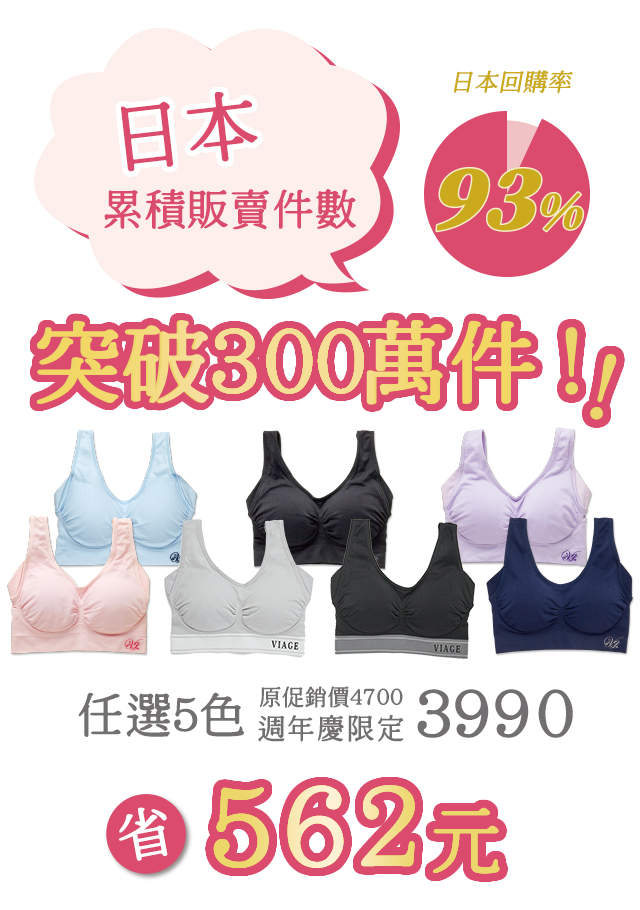 日本
累積販賣件數
日本回購率
93%
突破300萬件!!
VIAGE
VIAGE
任選5色
原促銷價4700
週年慶限定
3990
省
562元